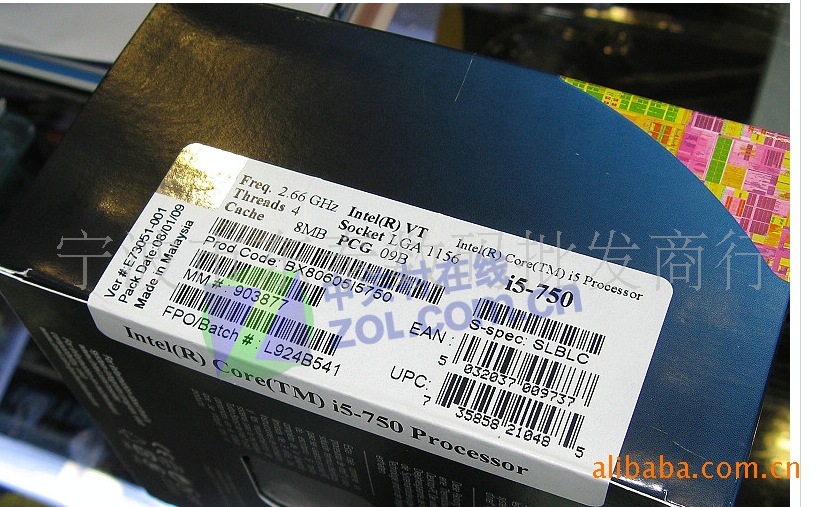 Freq. 2.66 GHz Intel(R) VT
Threads 4 Socket LGA 1156
Cache 8MB PCG 09B
Intel(R) Core(TM) i5 Processor
i5-750
Ver #: E73051-001
Pack Date 08/01/09
Made in Malaysia
Prod Code: BX80605I5750
MM#: 903877
FPO/Batch #: L924B541
S-spec: SLBLC
EAN:
5 032037 009737
UPC:
7 35858 21048 5
Intel(R) Core(TM) i5-750 Processor
中关村在线
ZOL.com.cn
批发商行
alibaba.com.cn